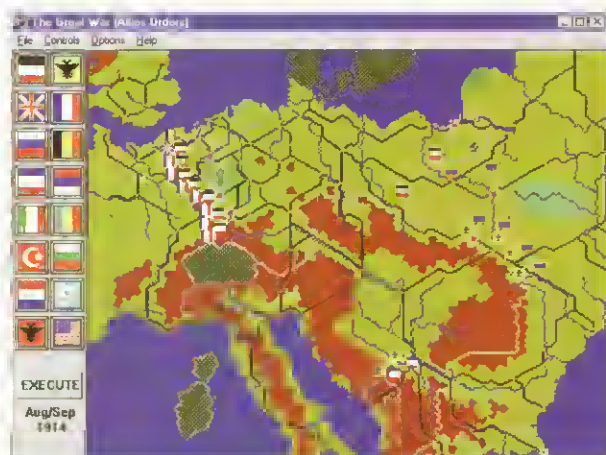 The Great War (Allies Orders)
File Controls Options Help
EXECUTE
Aug/Sep
1914